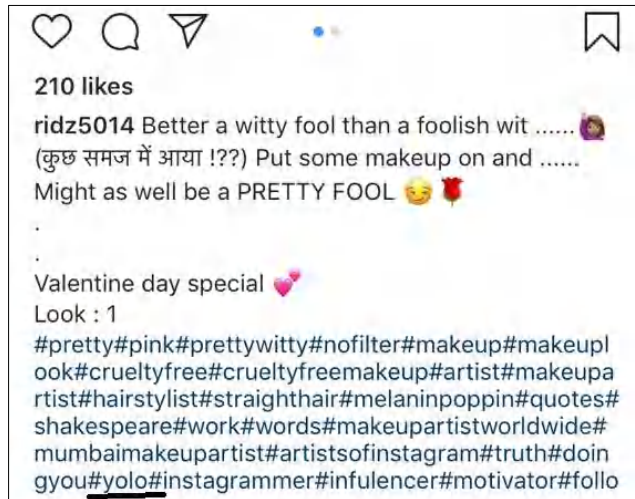 210 likes
ridz5014 Better a witty fool than a foolish wit ...... 🙋🏽‍♀️
(कुछ समज में आया !??) Put some makeup on and ......
Might as well be a PRETTY FOOL 😏🌹
.
.
Valentine day special 💕
Look : 1
#pretty#pink#prettywitty#nofilter#makeup#makeupl
ook#crueltyfree#crueltyfreemakeup#artist#makeupa
rtist#hairstylist#straighthair#melaninpoppin#quotes#
shakespeare#work#words#makeupartistworldwide#
mumbaimakeupartist#artistsofinstagram#truth#doin
gyou#yolo#instagrammer#infulencer#motivator#follo